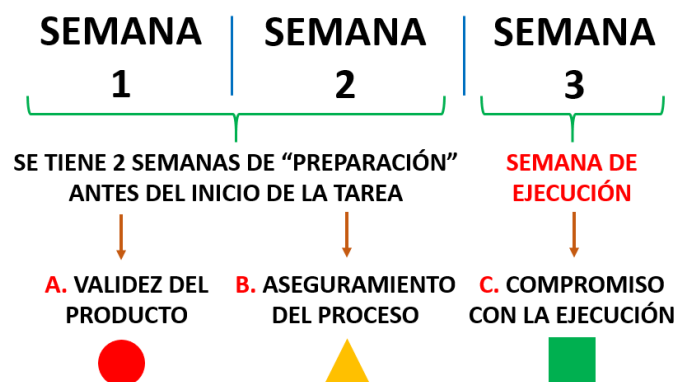 SEMANA
1
SEMANA
2
SEMANA
3
SE TIENE 2 SEMANAS DE “PREPARACIÓN”
ANTES DEL INICIO DE LA TAREA
SEMANA DE
EJECUCIÓN
A. VALIDEZ DEL
PRODUCTO
B. ASEGURAMIENTO
DEL PROCESO
C. COMPROMISO
CON LA EJECUCIÓN